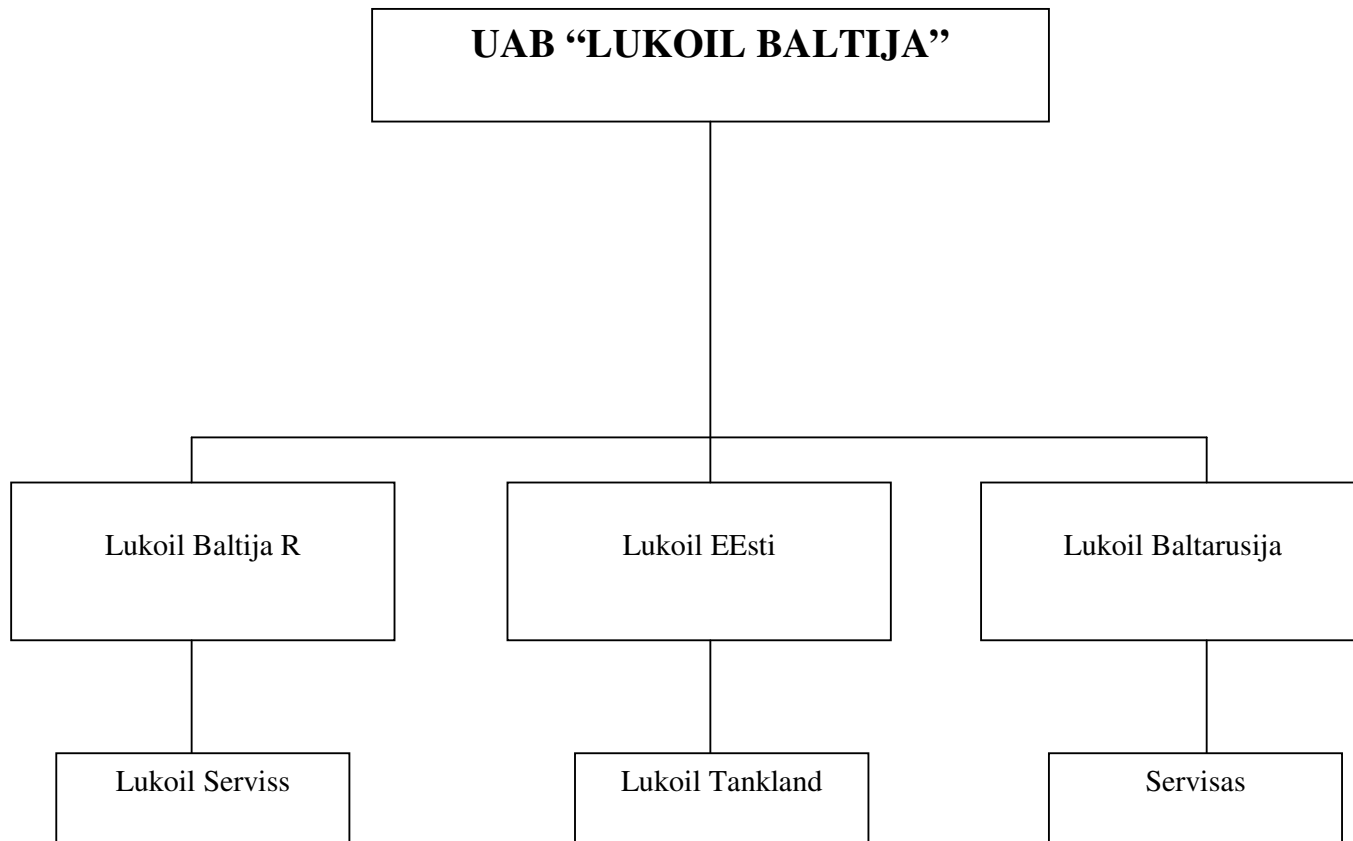 UAB “LUKOIL BALTIJA”
Lukoil Baltija R
Lukoil EEsti
Lukoil Baltarusija
Lukoil Serviss
Lukoil Tankland
Servisas